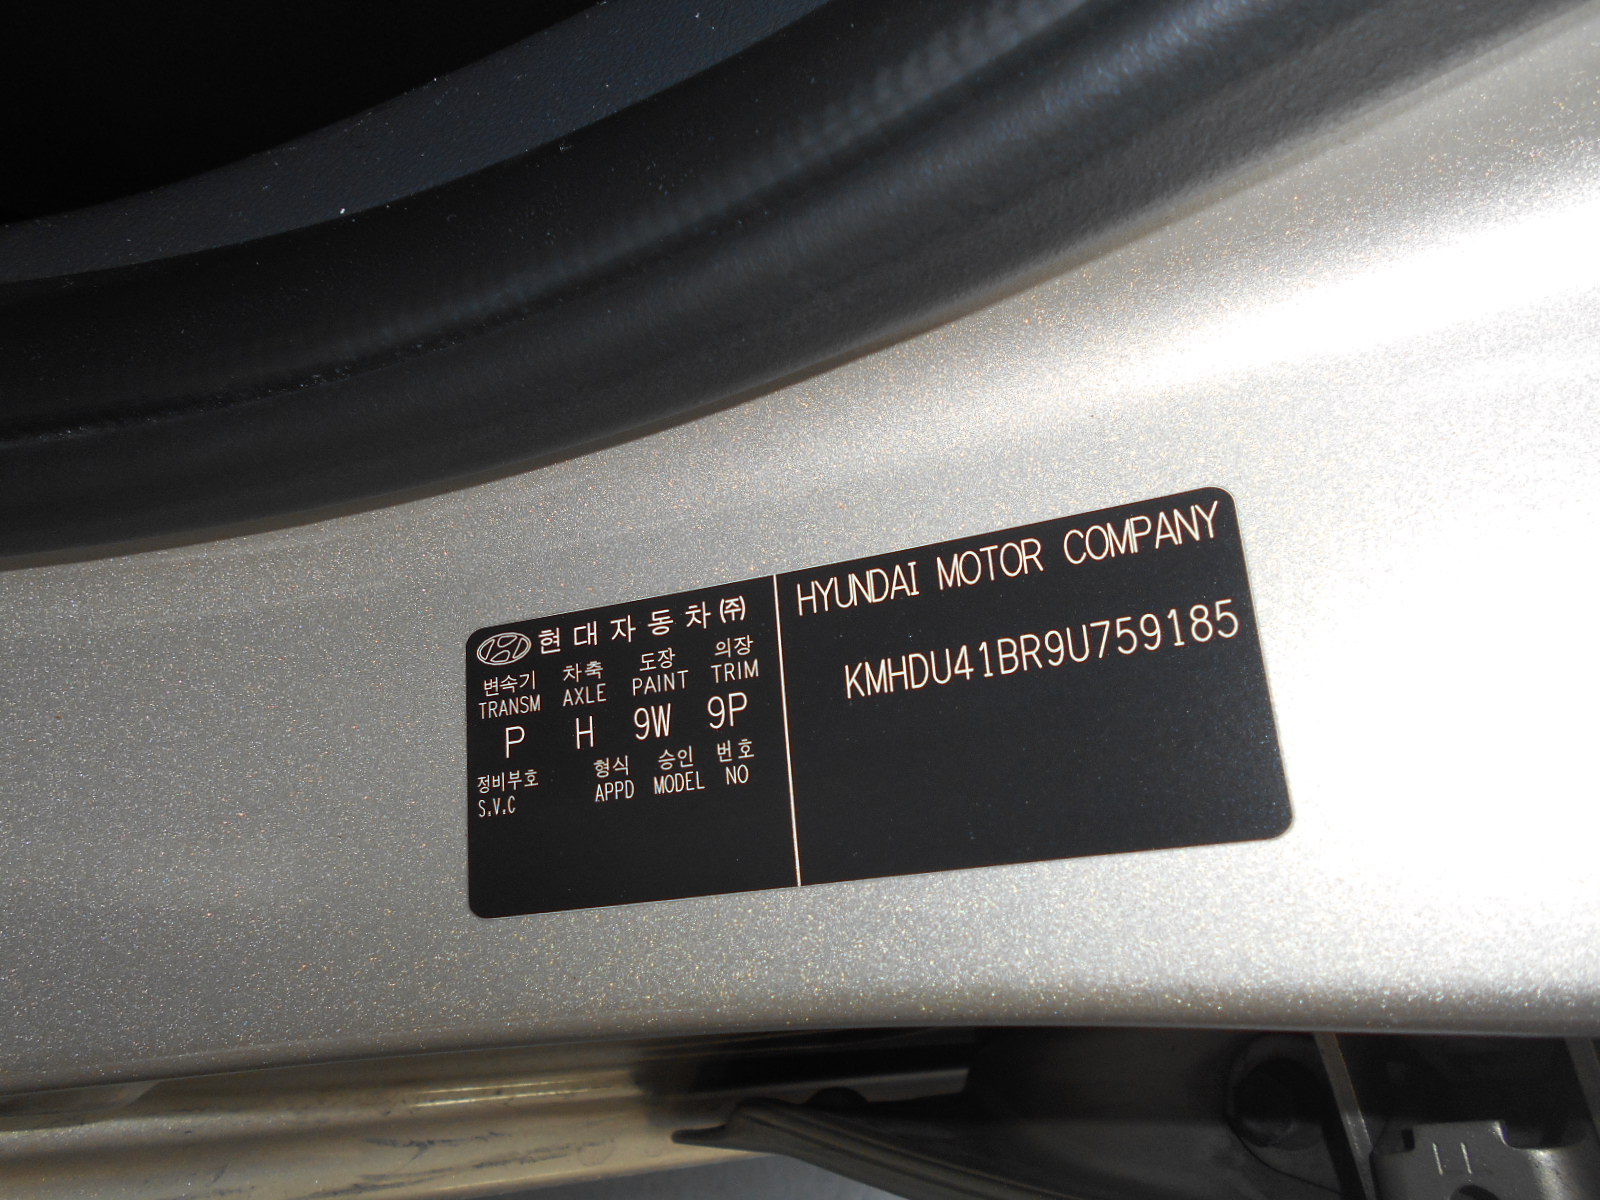 현대자동차㈜
변속기 차축 도장 의장
TRANSM AXLE PAINT TRIM
P H 9W 9P
정비부호 형식 승인 번호
S.V.C APPD MODEL NO
HYUNDAI MOTOR COMPANY
KMHDU41BR9U759185